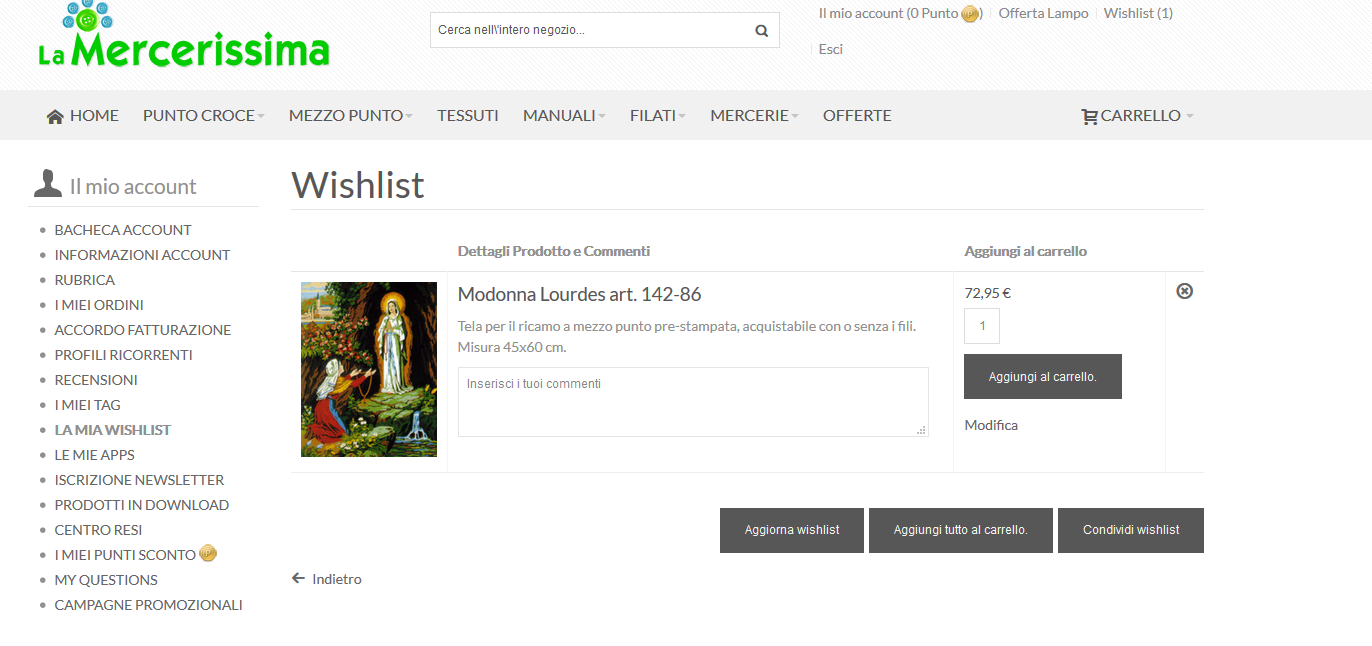 La Mercerissima
Cerca nell\'intero negozio...
Il mio account (0 Punto P) Offerta Lampo Wishlist (1)
Esci
HOME PUNTO CROCE MEZZO PUNTO TESSUTI MANUALI FILATI MERCERIE OFFERTE CARRELLO
Il mio account
BACHECA ACCOUNT
INFORMAZIONI ACCOUNT
RUBRICA
I MIEI ORDINI
ACCORDO FATTURAZIONE
PROFILI RICORRENTI
RECENSIONI
I MIEI TAG
LA MIA WISHLIST
LE MIE APPS
ISCRIZIONE NEWSLETTER
PRODOTTI IN DOWNLOAD
CENTRO RESI
I MIEI PUNTI SCONTO P
MY QUESTIONS
CAMPAGNE PROMOZIONALI
Wishlist
Dettagli Prodotto e Commenti Aggiungi al carrello
Modonna Lourdes art. 142-86
Tela per il ricamo a mezzo punto pre-stampata, acquistabile con o senza i fili.
Misura 45x60 cm.
Inserisci i tuoi commenti
72,95 €
1
Aggiungi al carrello.
Modifica
Aggiorna wishlist Aggiungi tutto al carrello. Condividi wishlist
Indietro